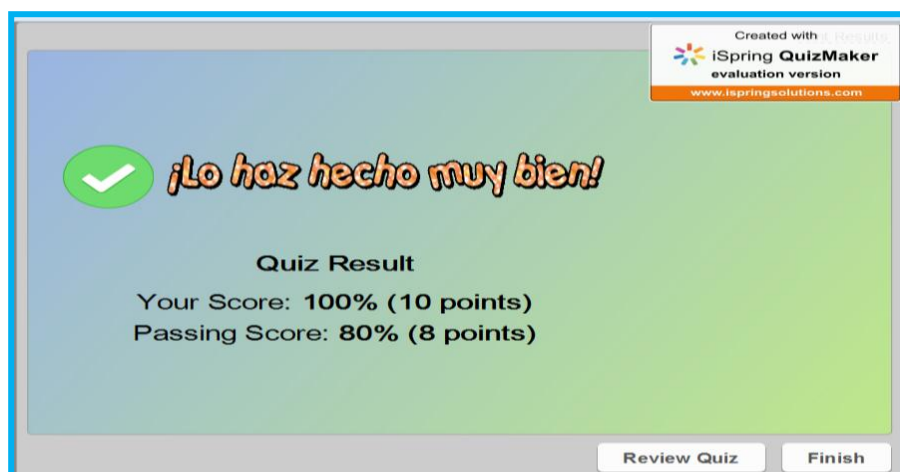 Created with
iSpring QuizMaker
evaluation version
www.ispringsolutions.com
¡Lo haz hecho muy bien!
Quiz Result
Your Score: 100% (10 points)
Passing Score: 80% (8 points)
Review Quiz Finish